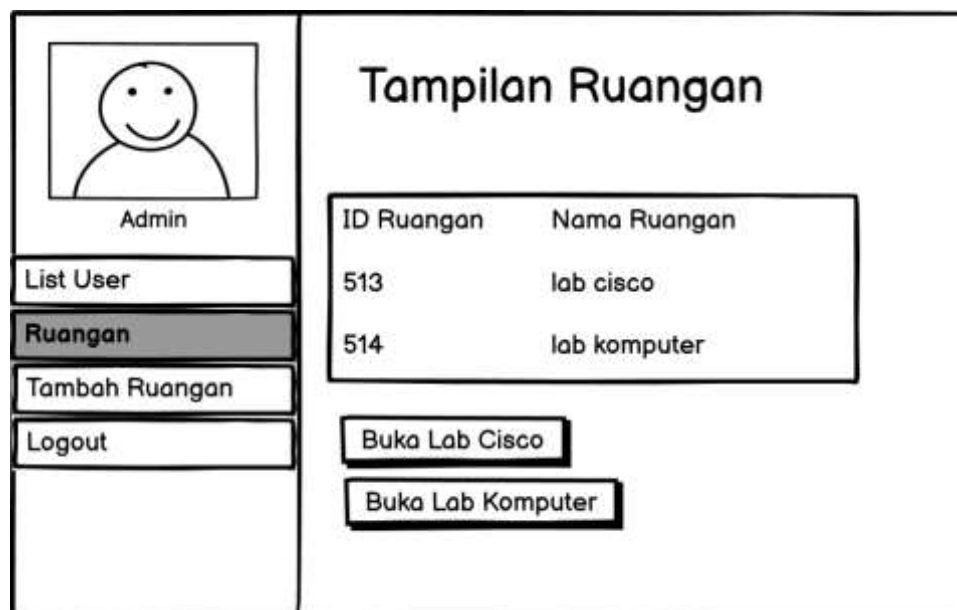 Admin
List User
Ruangan
Tambah Ruangan
Logout
Tampilan Ruangan
ID Ruangan Nama Ruangan
513 lab cisco
514 lab komputer
Buka Lab Cisco
Buka Lab Komputer